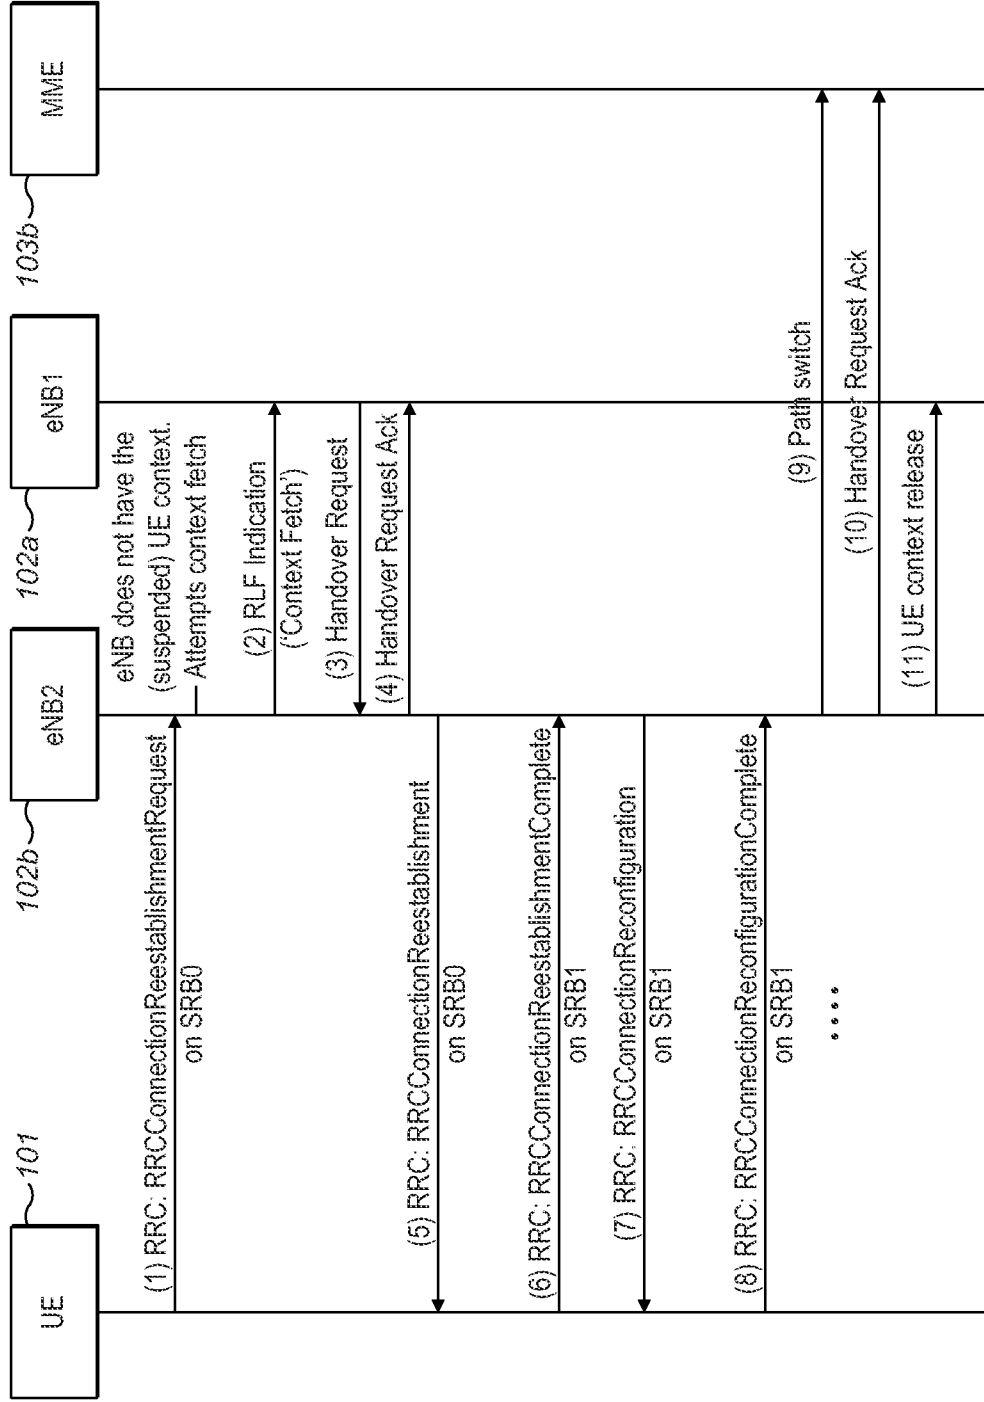 UE
101
eNB2
102b
eNB1
102a
MME
103b
(1) RRC: RRCConnectionReestablishmentRequest
on SRB0
eNB does not have the
(suspended) UE context.
Attempts context fetch
(2) RLF Indication
('Context Fetch')
(3) Handover Request
(4) Handover Request Ack
(5) RRC: RRCConnectionReestablishment
on SRB0
(6) RRC: RRCConnectionReestablishmentComplete
on SRB1
(7) RRC: RRCConnectionReconfiguration
on SRB1
(8) RRC: RRCConnectionReconfigurationComplete
on SRB1
....
(9) Path switch
(10) Handover Request Ack
(11) UE context release